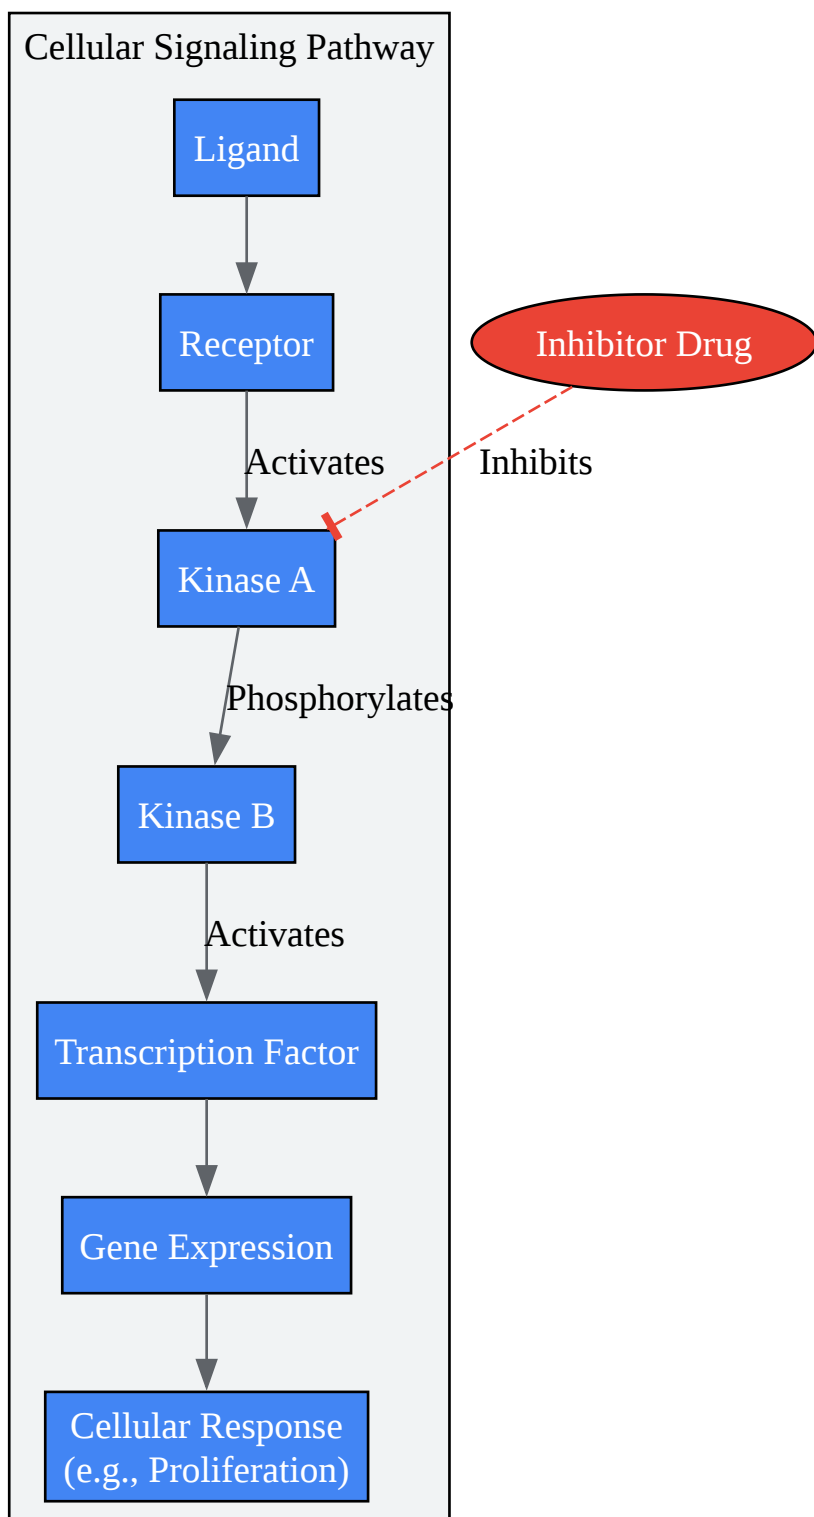 Cellular Signaling Pathway
Ligand
Receptor
Inhibitor Drug
Activates
Inhibits
Kinase A
Phosphorylates
Kinase B
Activates
Transcription Factor
Gene Expression
Cellular Response
(e.g., Proliferation)